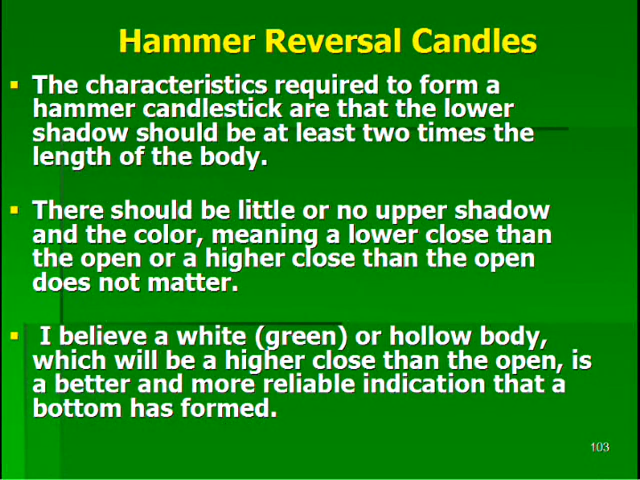 Hammer Reversal Candles
▪ The characteristics required to form a
hammer candlestick are that the lower
shadow should be at least two times the
length of the body.
▪ There should be little or no upper shadow
and the color, meaning a lower close than
the open or a higher close than the open
does not matter.
▪ I believe a white (green) or hollow body,
which will be a higher close than the open, is
a better and more reliable indication that a
bottom has formed.
103